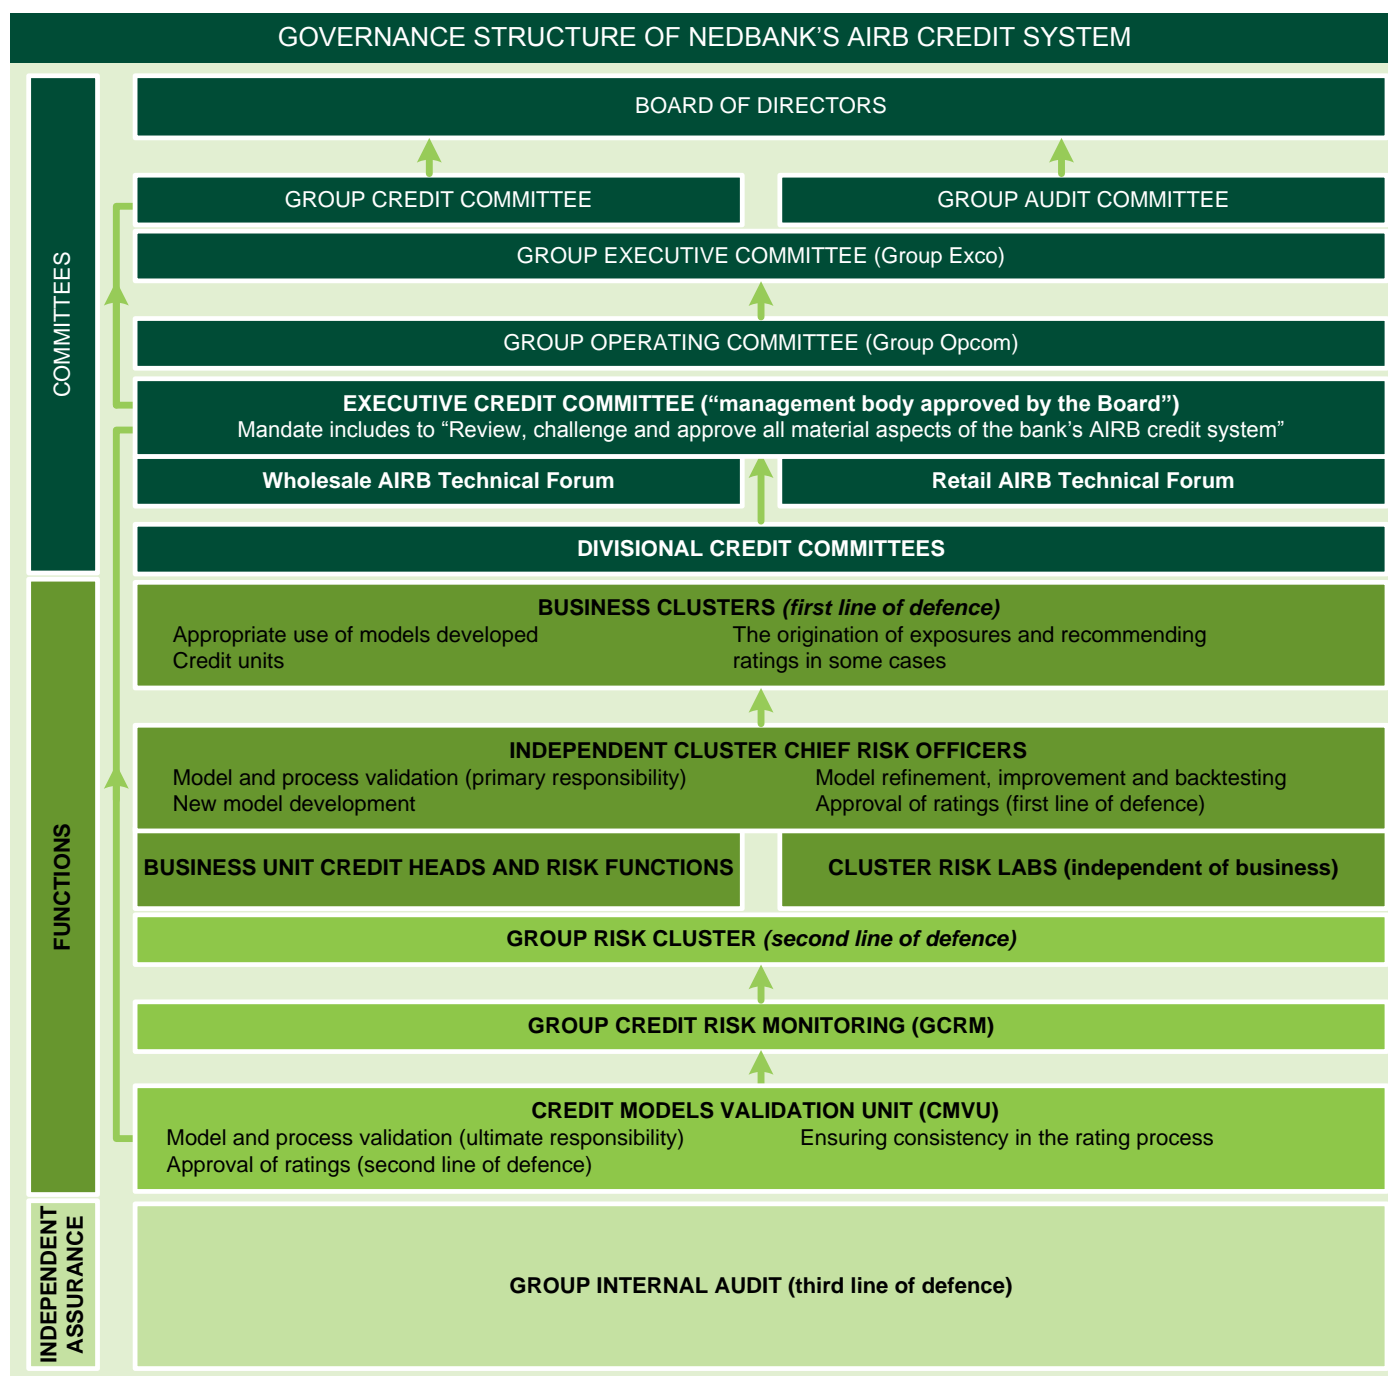 GOVERNANCE STRUCTURE OF NEDBANK'S AIRB CREDIT SYSTEM
COMMITTEES
BOARD OF DIRECTORS
GROUP CREDIT COMMITTEE
GROUP AUDIT COMMITTEE
GROUP EXECUTIVE COMMITTEE (Group Exco)
GROUP OPERATING COMMITTEE (Group Opcom)
EXECUTIVE CREDIT COMMITTEE (“management body approved by the Board”)
Mandate includes to “Review, challenge and approve all material aspects of the bank's AIRB credit system”
Wholesale AIRB Technical Forum
Retail AIRB Technical Forum
DIVISIONAL CREDIT COMMITTEES
FUNCTIONS
BUSINESS CLUSTERS (first line of defence)
Appropriate use of models developed
Credit units
The origination of exposures and recommending
ratings in some cases
INDEPENDENT CLUSTER CHIEF RISK OFFICERS
Model and process validation (primary responsibility)
New model development
Model refinement, improvement and backtesting
Approval of ratings (first line of defence)
BUSINESS UNIT CREDIT HEADS AND RISK FUNCTIONS
CLUSTER RISK LABS (independent of business)
GROUP RISK CLUSTER (second line of defence)
GROUP CREDIT RISK MONITORING (GCRM)
CREDIT MODELS VALIDATION UNIT (CMVU)
Model and process validation (ultimate responsibility)
Approval of ratings (second line of defence)
Ensuring consistency in the rating process
INDEPENDENT
ASSURANCE
GROUP INTERNAL AUDIT (third line of defence)